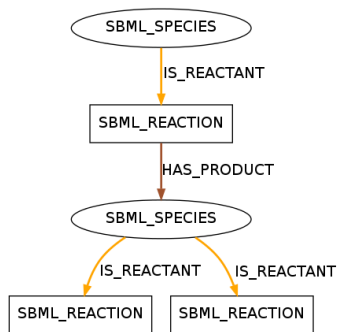 SBML_SPECIES
IS_REACTANT
SBML_REACTION
HAS_PRODUCT
SBML_SPECIES
IS_REACTANT IS_REACTANT
SBML_REACTION SBML_REACTION